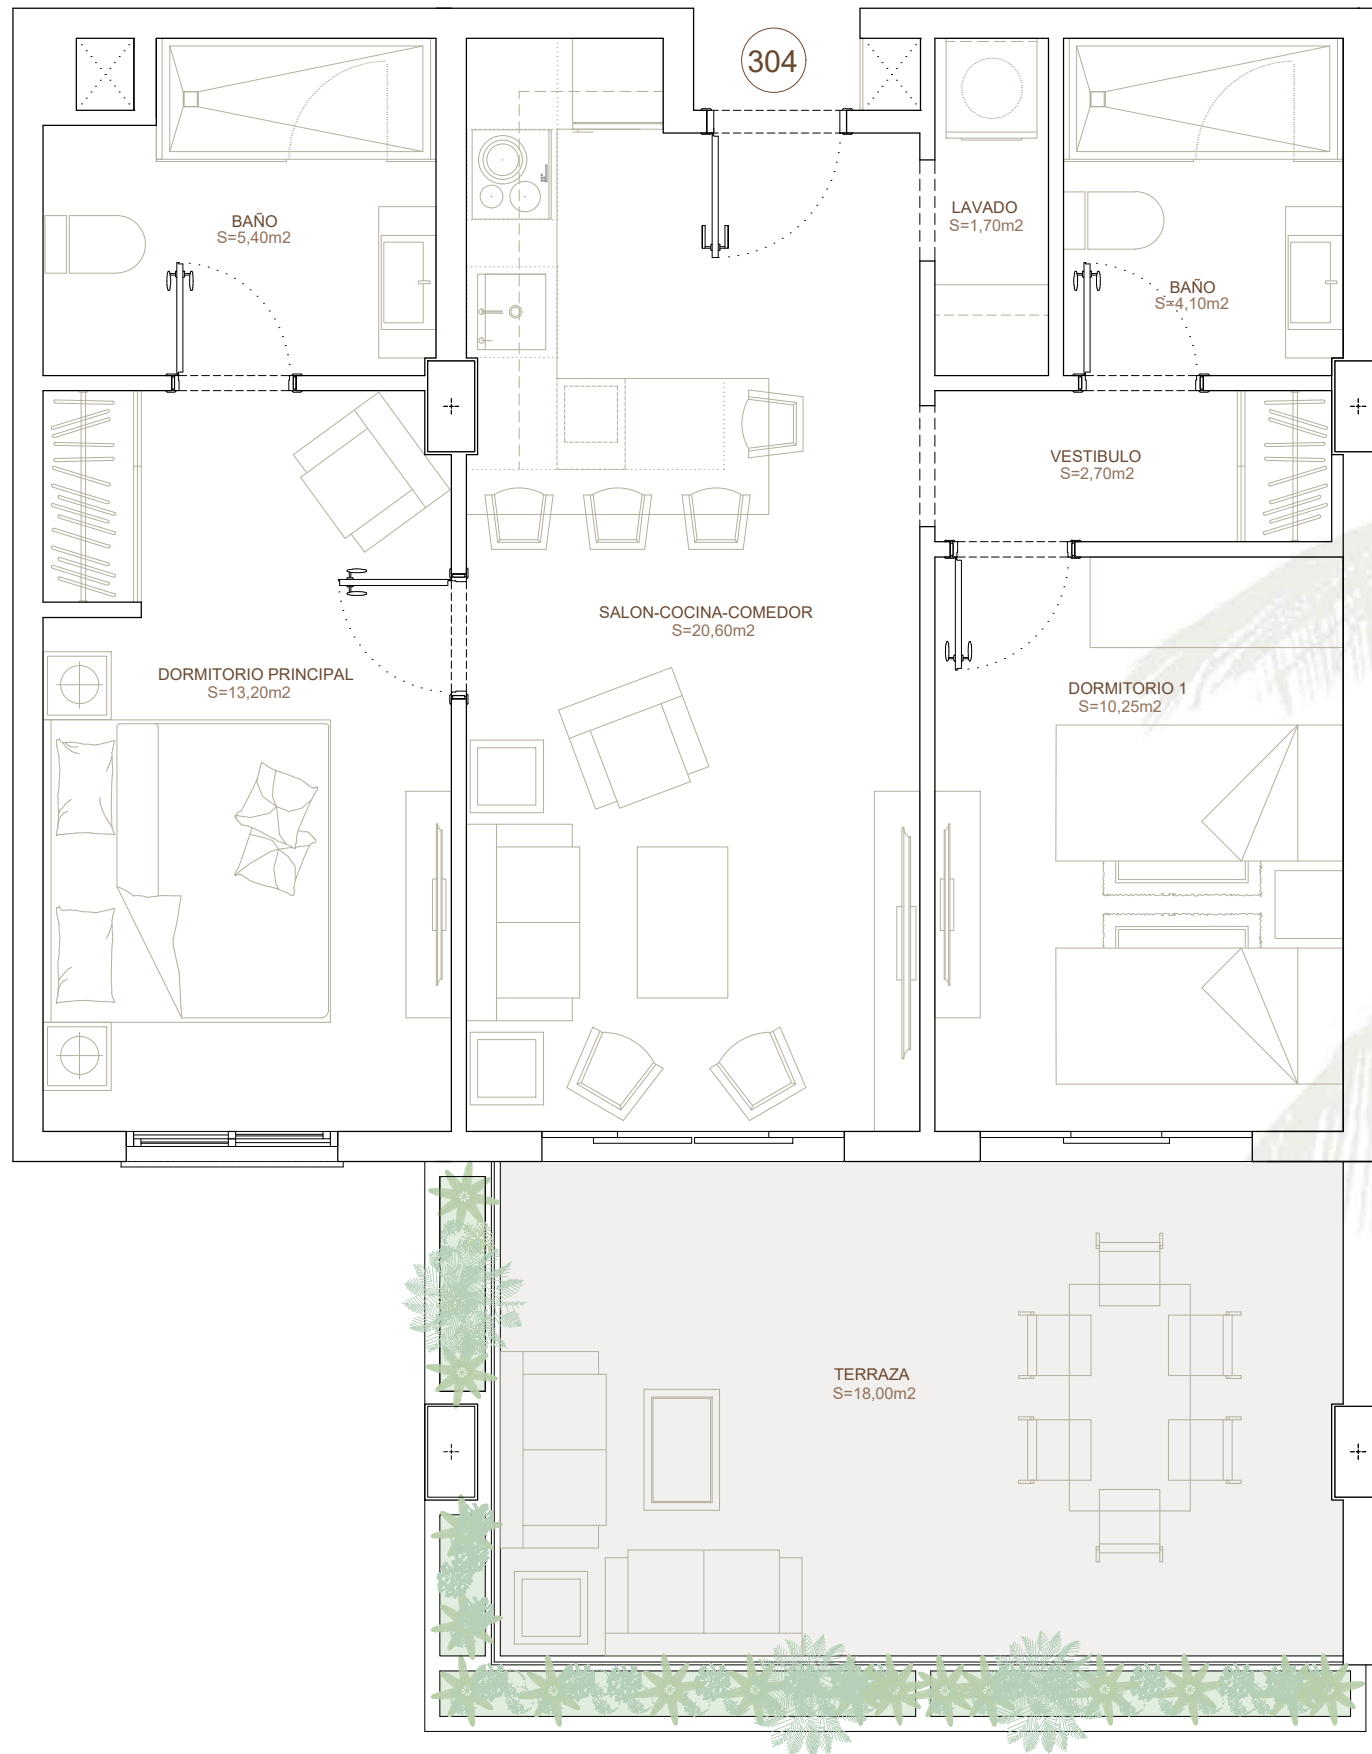 304
BAÑO
S=5,40m2
LAVADO
S=1,70m2
BAÑO
S=4,10m2
VESTIBULO
S=2,70m2
SALON-COCINA-COMEDOR
S=20,60m2
DORMITORIO PRINCIPAL
S=13,20m2
DORMITORIO 1
S=10,25m2
TERRAZA
S=18,00m2